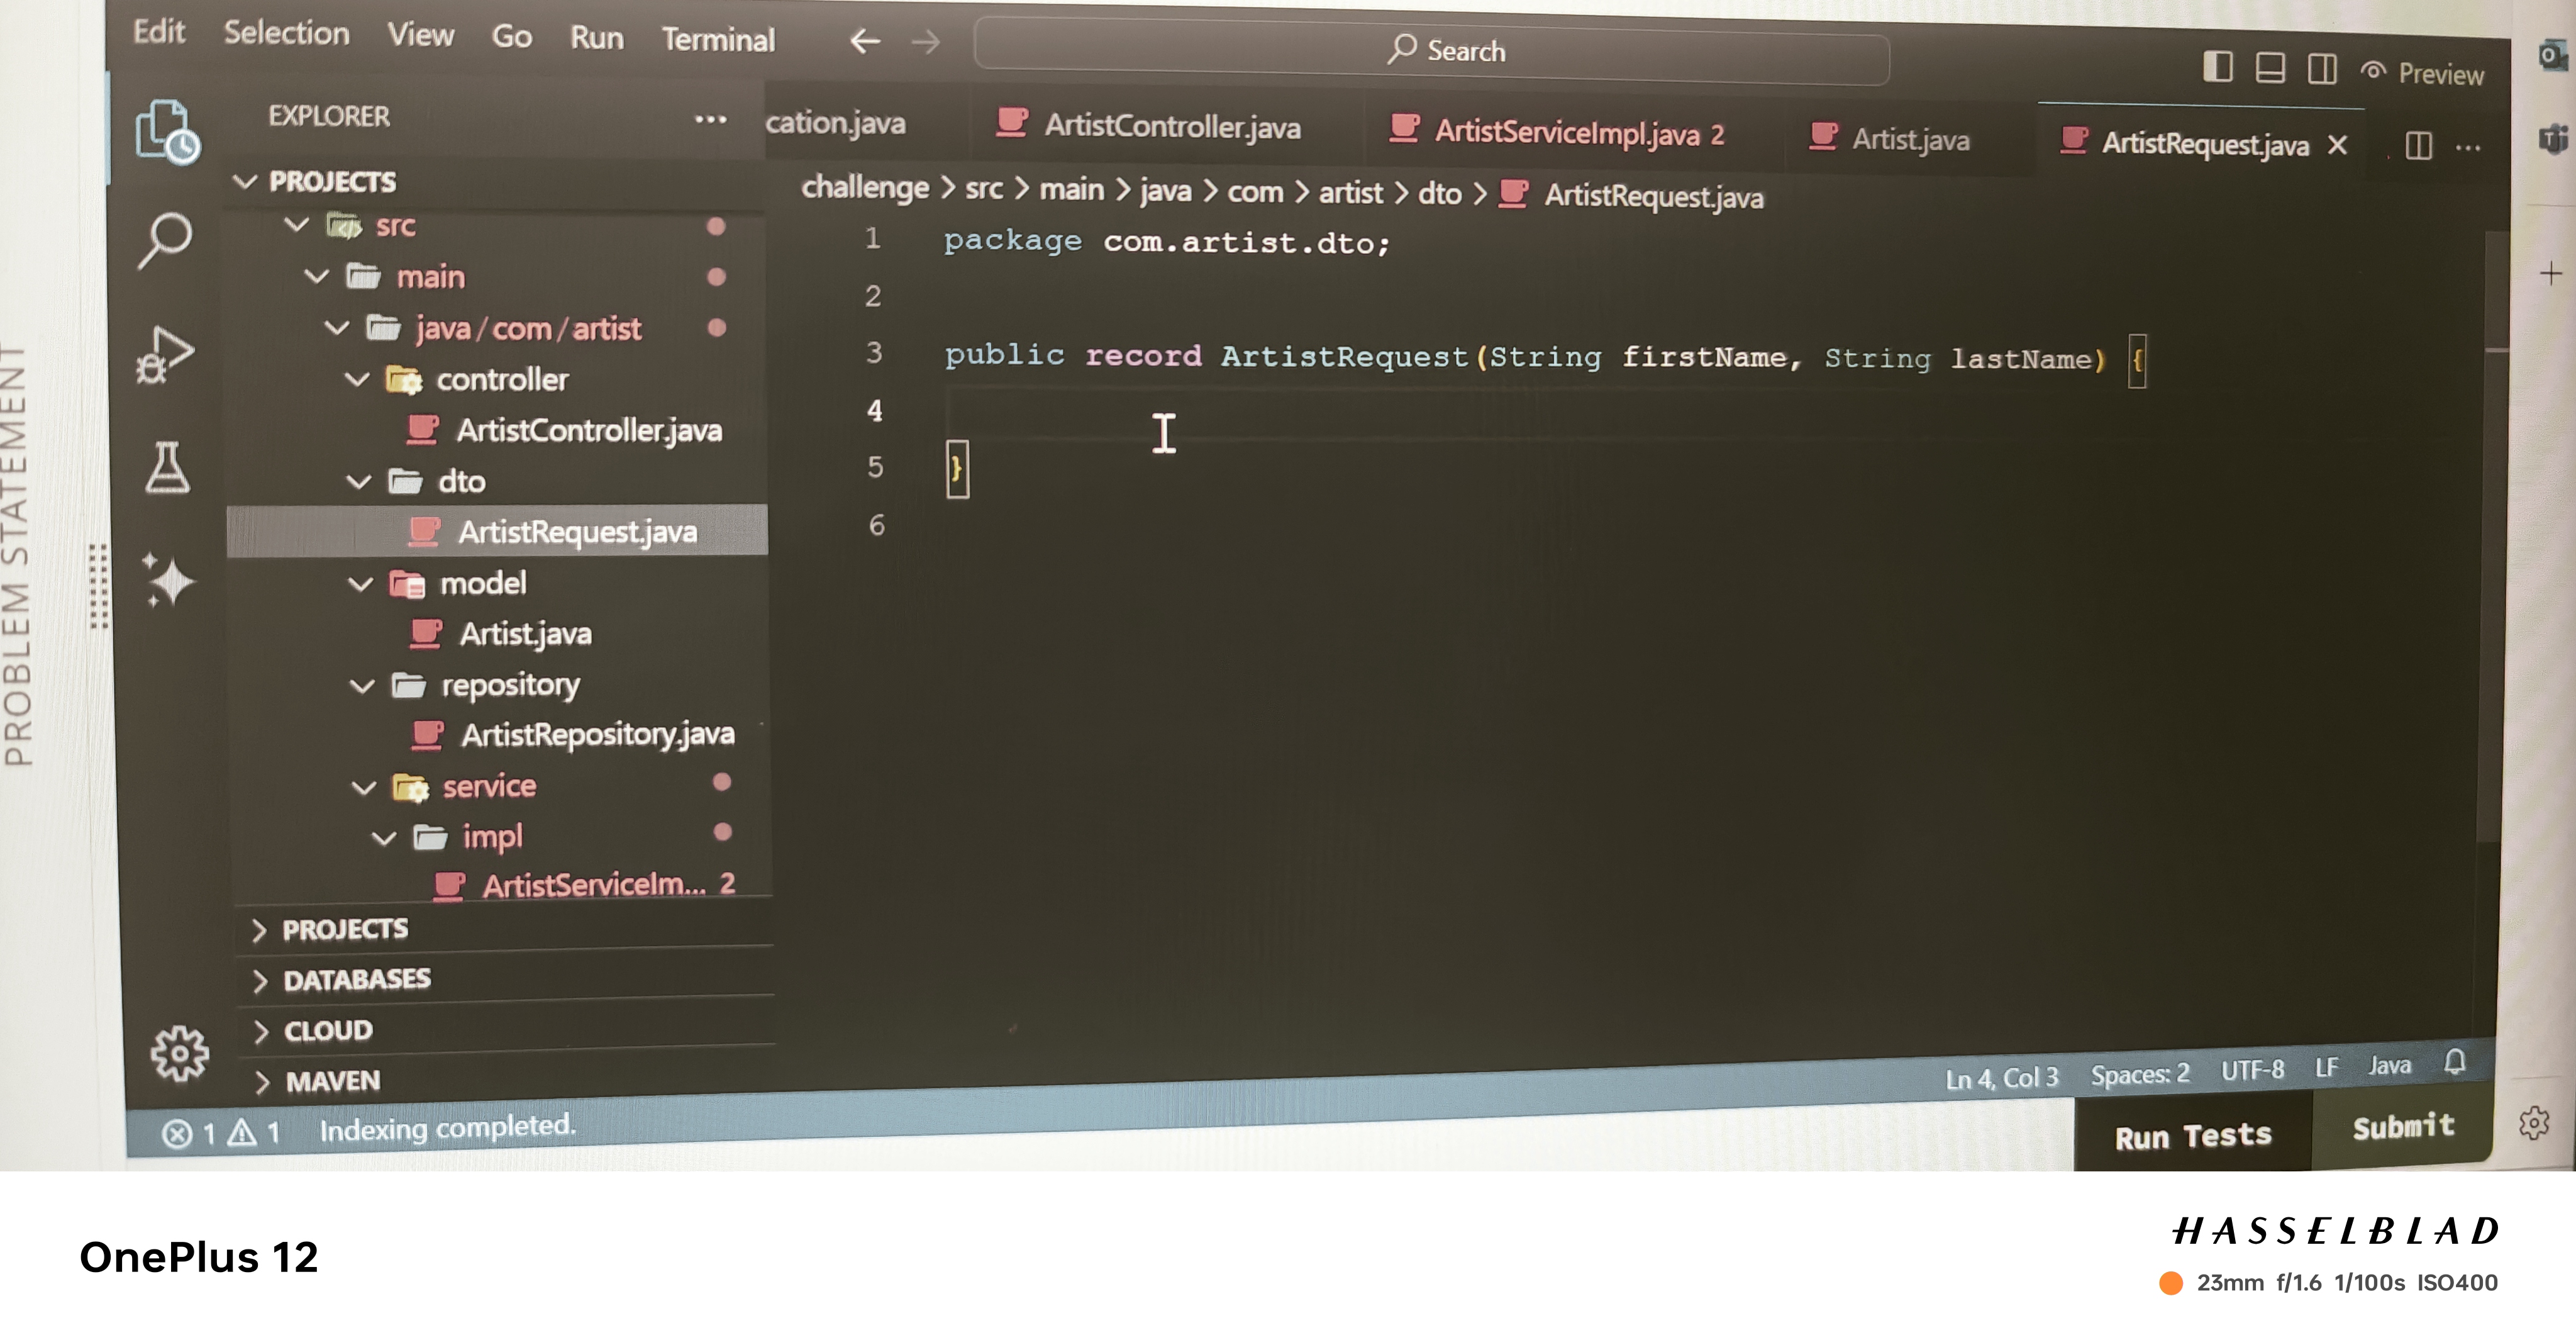 Edit Selection View Go Run Terminal
Search
Preview
EXPLORER
cation.java
ArtistController.java
ArtistServiceImpl.java 2
Artist.java
ArtistRequest.java
PROJECTS
challenge > src > main > java > com > artist > dto > ArtistRequest.java
src
main
java/com/artist
controller
ArtistController.java
dto
ArtistRequest.java
model
Artist.java
repository
ArtistRepository.java
service
impl
ArtistServiceIm... 2
PROJECTS
DATABASES
CLOUD
MAVEN
1 package com.artist.dto;
2
3 public record ArtistRequest(String firstName, String lastName) {
4
5 }
6
PROBLEM STATEMENT
Ln 4, Col 3 Spaces: 2 UTF-8 LF Java
1 1 Indexing completed.
Run Tests
Submit
OnePlus 12
HASSELBLAD
23mm f/1.6 1/100s ISO400